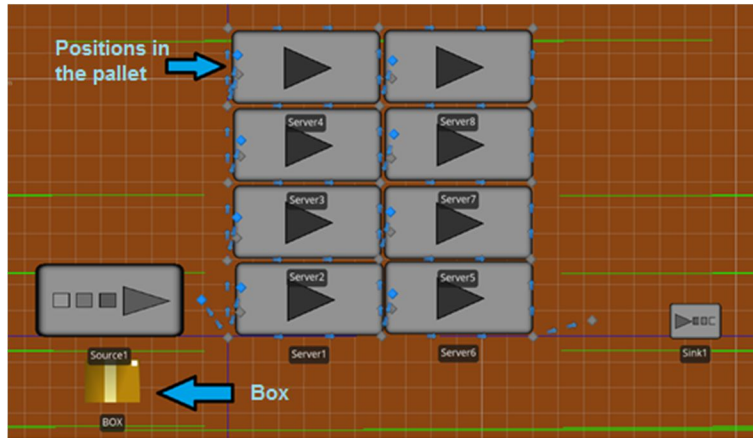 Positions in
the pallet
Server4
Server8
Server3
Server7
Server2
Server5
Source1
Server1
Server6
Sink1
Box
BOX